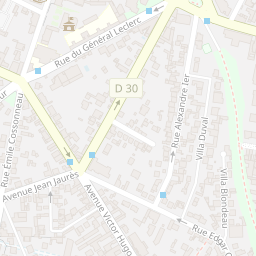 Rue du Général Leclerc
D 30
Rue Alexandre Ier
Villa Duval
Rue Emile Cossonneau
Avenue Jean Jaurès
Avenue Victor Hugo
Villa Blondeau
Rue Edgar